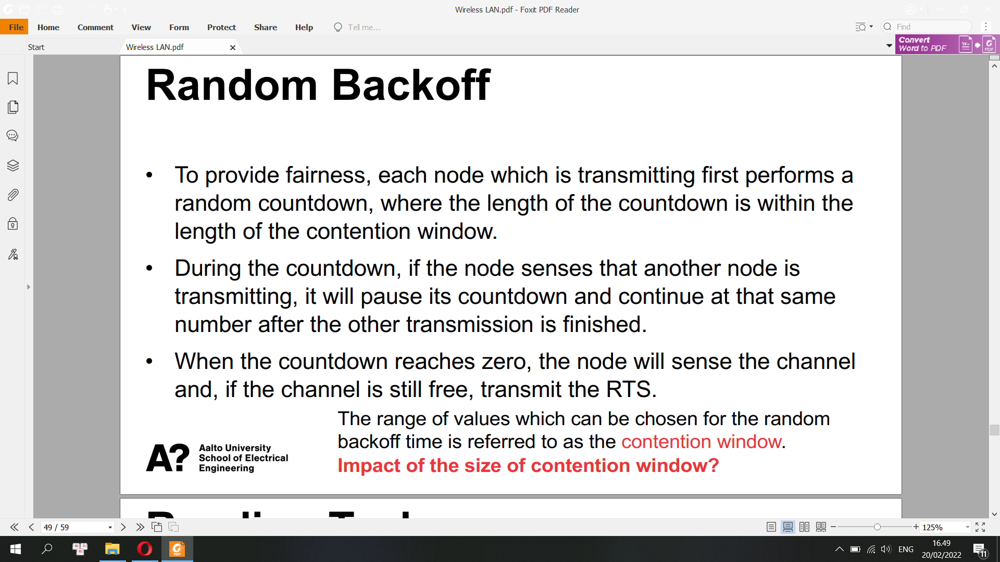 Wireless LAN.pdf - Foxit PDF Reader
File Home Comment View Form Protect Share Help Tell me... Find
Start Wireless LAN.pdf
Convert
Word to PDF
W
PDF
Random Backoff
• To provide fairness, each node which is transmitting first performs a
random countdown, where the length of the countdown is within the
length of the contention window.
• During the countdown, if the node senses that another node is
transmitting, it will pause its countdown and continue at that same
number after the other transmission is finished.
• When the countdown reaches zero, the node will sense the channel
and, if the channel is still free, transmit the RTS.
The range of values which can be chosen for the random
backoff time is referred to as the contention window.
Impact of the size of contention window?
A?
Aalto University
School of Electrical
Engineering
49 / 59 125%
PDF
ENG
16.49
20/02/2022
11